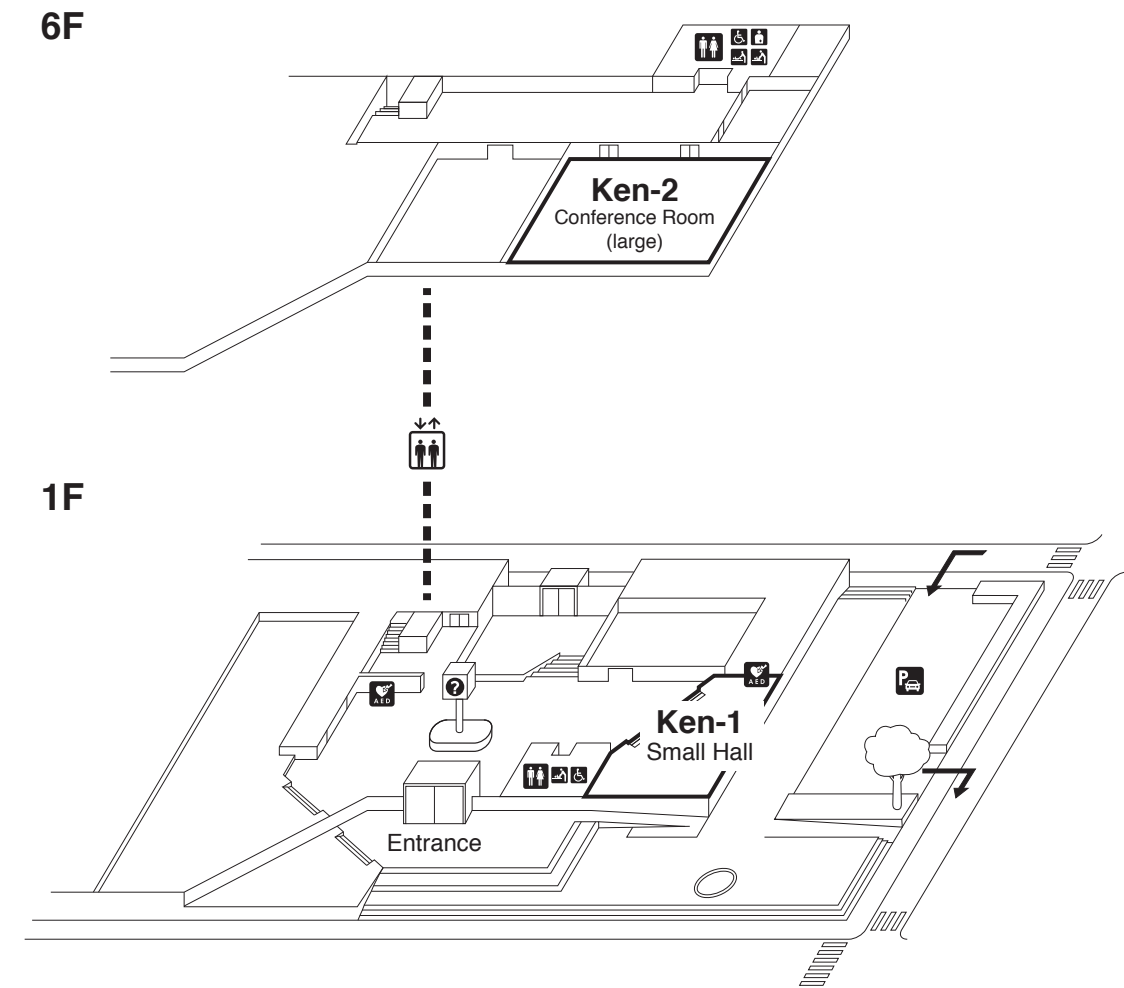 6F
Ken-2
Conference Room
(large)
1F
AED
?
AED
P
Ken-1
Small Hall
Entrance